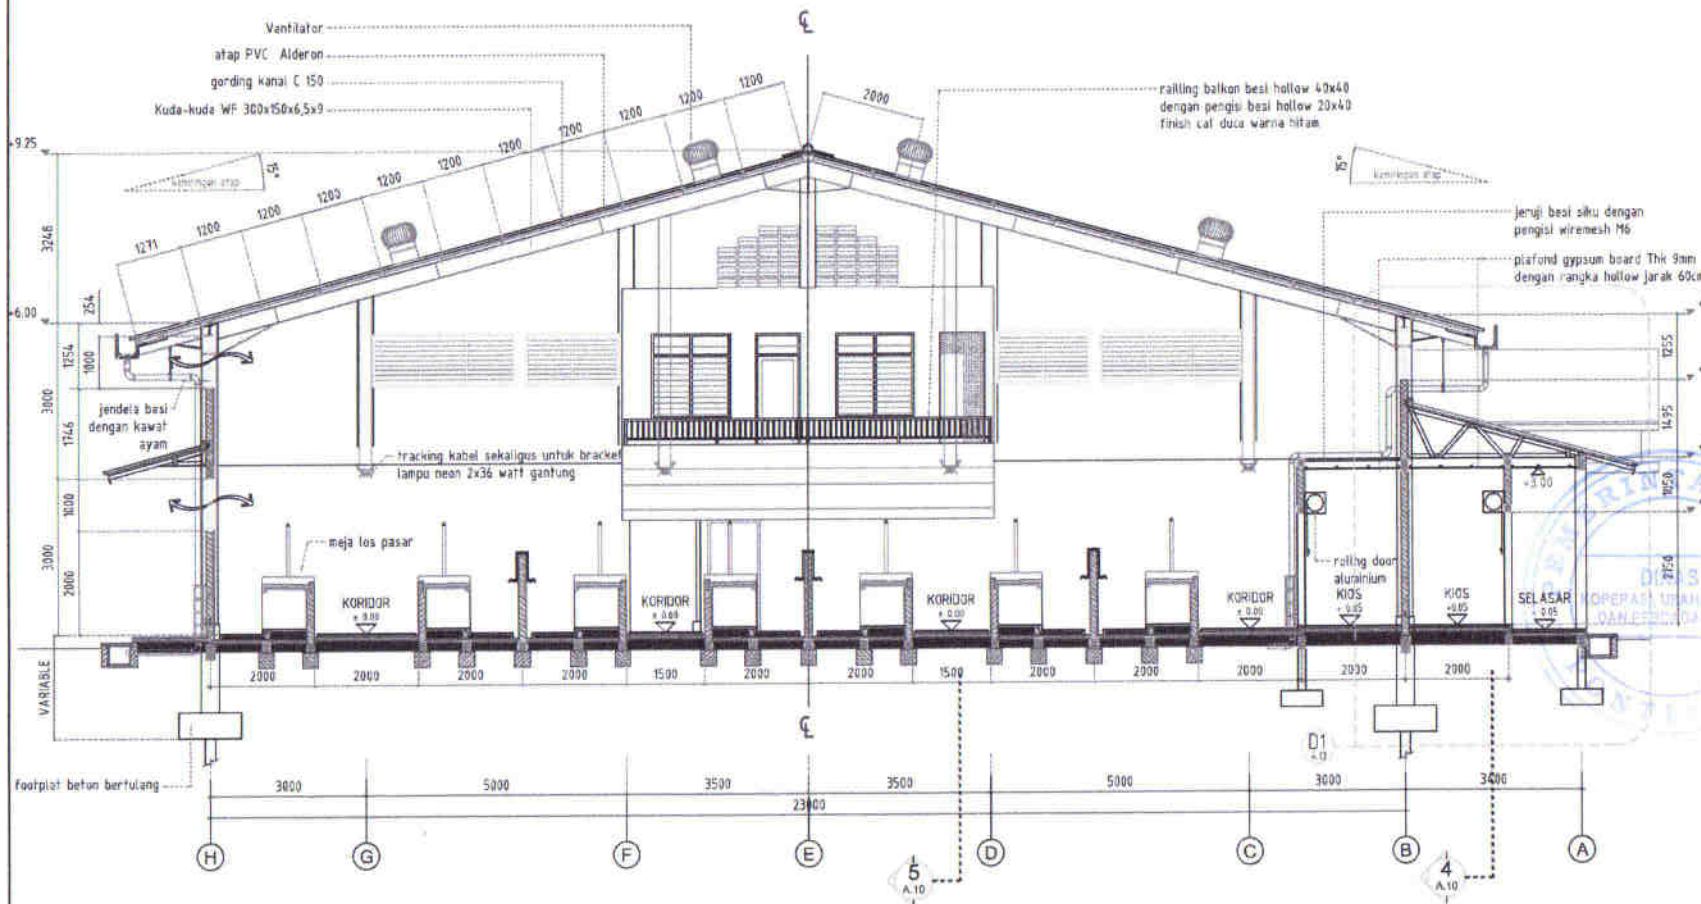 ℄
Vantilator
atap PVC Alderon
gording kanal C 150
Kuda-kuda WF 300x150x6,5x9
1271
1200
1200
1200
1200
1200
1200
1200
1200
1200
1200
2000
railling balkon besi hollow 40x40
dengan pengisi besi hollow 20x40
finish cat duco warna hitam
+9.25
kemiringan atap
15°
15°
kemiringan atap
jeruji besi siku dengan
pengisi wiremesh M6
plafond gypsum board Thk 9mm
dengan rangka hollow jarak 60cm
3246
254
+6.00
1254
1000
3000
1746
1000
3000
2000
VARIABLE
jendela besi
dengan kawat
ayam
tracking kabel sekaligus untuk bracket
lampu neon 2x36 watt gantung
meja los pasar
1255
1495
1050
2150
+3.00
rolling door
aluminium
KORIDOR
± 0.00
KORIDOR
± 0.00
KORIDOR
± 0.00
KORIDOR
± 0.00
KIOS
+ 0.05
KIOS
+0.05
SELASAR
+ 0.05
DINAS
2000
2000
2000
2000
1500
2000
2000
1500
2000
2000
2000
2000
2000
℄
D1
footplat beton bertulang
3000
5000
3500
3500
5000
3000
3400
23000
H
G
F
E
D
C
B
A
5
A.10
4
A.10